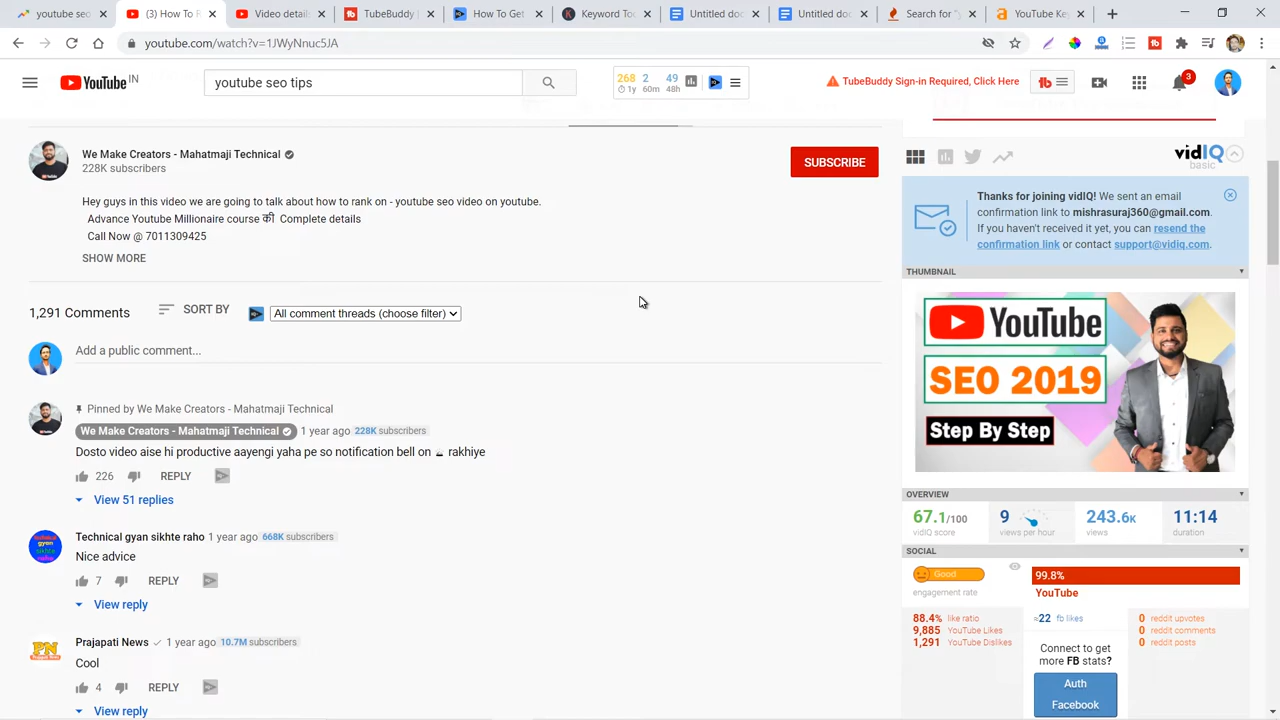 youtube seo
(3) How To R
Video details
TubeBuddy
How To Get
Keyword Too
Untitled doc
Untitled doc
Search for "y
YouTube Key
youtube.com/watch?v=1JWyNnuc5JA
YouTube IN
youtube seo tips
268 2 49
1y 60m 48h
TubeBuddy Sign-in Required, Click Here
3
We Make Creators - Mahatmaji Technical
228K subscribers
SUBSCRIBE
Hey guys in this video we are going to talk about how to rank on - youtube seo video on youtube.
Advance Youtube Millionaire course की Complete details
Call Now @ 7011309425
SHOW MORE
1,291 Comments
SORT BY
All comment threads (choose filter)
Add a public comment...
Pinned by We Make Creators - Mahatmaji Technical
We Make Creators - Mahatmaji Technical 1 year ago 228K subscribers
Dosto video aise hi productive aayengi yaha pe so notification bell on rakhiye
226 REPLY
View 51 replies
Technical gyan sikhte raho 1 year ago 668K subscribers
Nice advice
7 REPLY
View reply
Prajapati News 1 year ago 10.7M subscribers
Cool
4 REPLY
View reply
vidIQ
basic
Thanks for joining vidIQ! We sent an email
confirmation link to mishrasuraj360@gmail.com.
If you haven't received it yet, you can resend the
confirmation link or contact support@vidiq.com.
THUMBNAIL
YouTube
SEO 2019
Step By Step
OVERVIEW
67.1/100
vidIQ score
9
views per hour
243.6K
views
11:14
duration
SOCIAL
Good
engagement rate
99.8%
YouTube
88.4% like ratio
9,885 YouTube Likes
1,291 YouTube Dislikes
≈22 fb likes
Connect to get
more FB stats?
Auth
Facebook
0 reddit upvotes
0 reddit comments
0 reddit posts